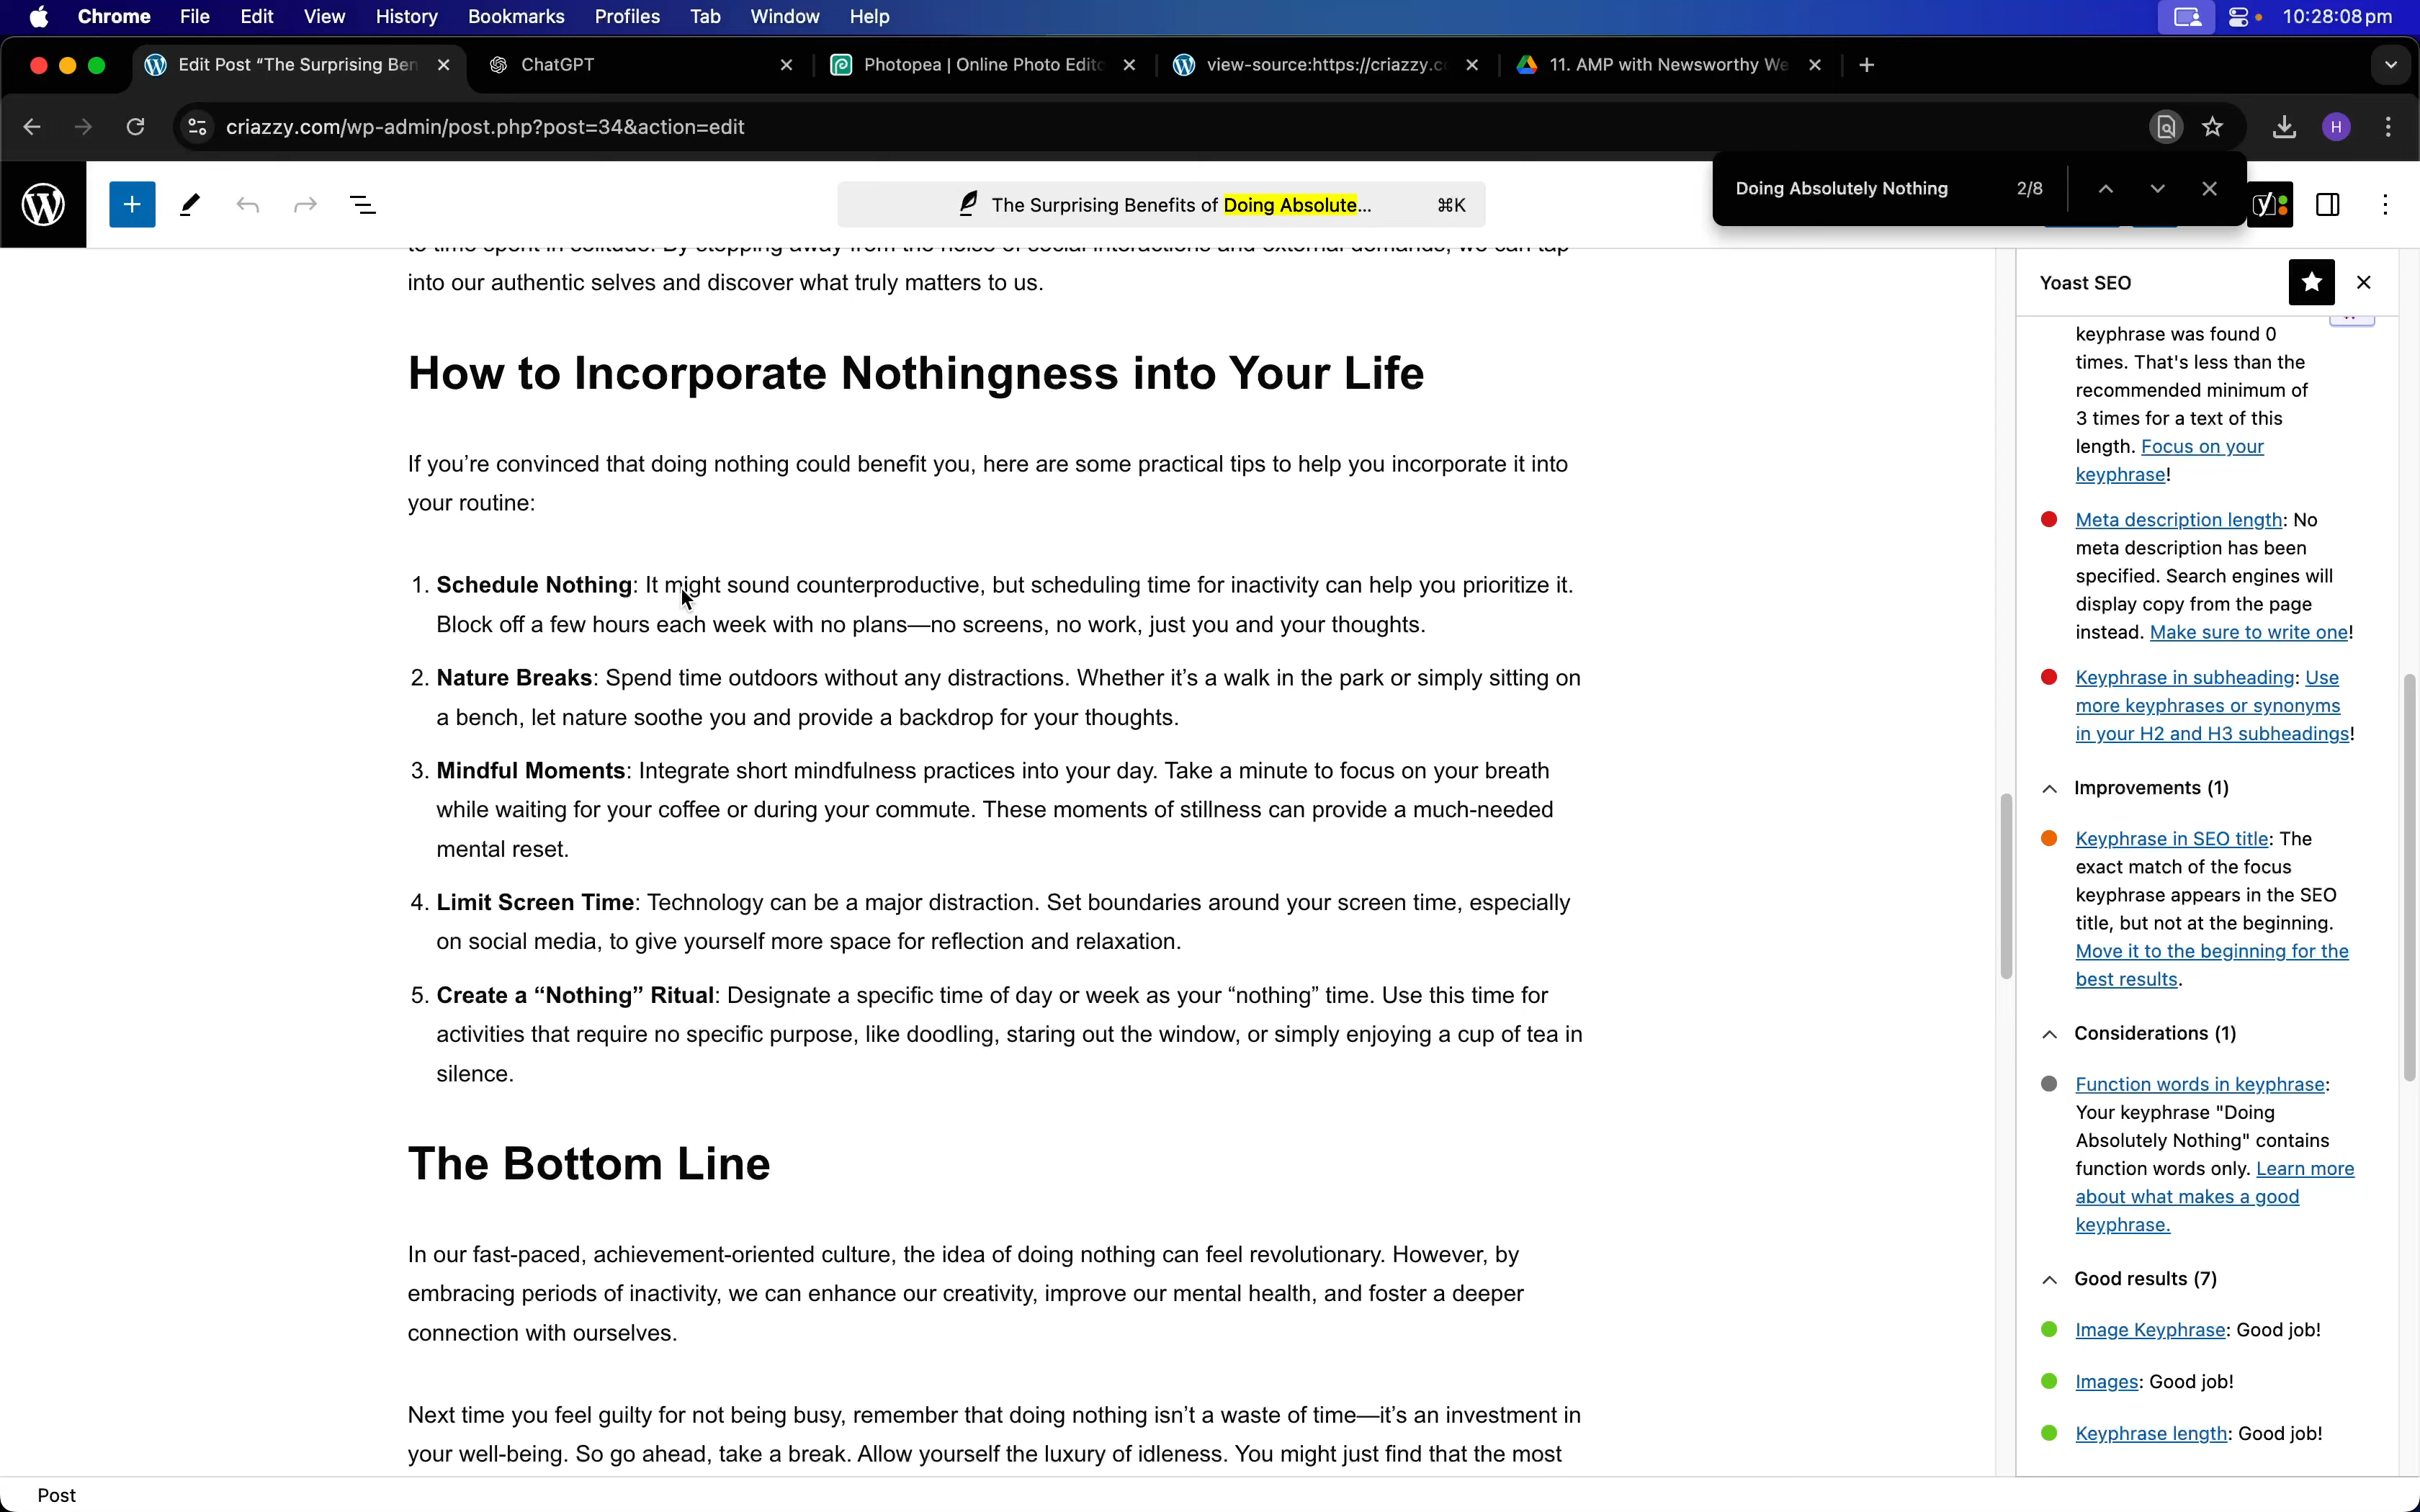 Chrome File Edit View History Bookmarks Profiles Tab Window Help 10:28:08 pm
Edit Post “The Surprising Ben ChatGPT Photopea | Online Photo Edito view-source:https://criazzy.c 11. AMP with Newsworthy We
criazzy.com/wp-admin/post.php?post=34&action=edit H
The Surprising Benefits of Doing Absolute... ⌘K
Doing Absolutely Nothing 2/8
to time spent in solitude. By stepping away from the noise of social interactions and external demands, we can tap
into our authentic selves and discover what truly matters to us.
How to Incorporate Nothingness into Your Life
If you’re convinced that doing nothing could benefit you, here are some practical tips to help you incorporate it into
your routine:
1. Schedule Nothing: It might sound counterproductive, but scheduling time for inactivity can help you prioritize it.
Block off a few hours each week with no plans—no screens, no work, just you and your thoughts.
2. Nature Breaks: Spend time outdoors without any distractions. Whether it’s a walk in the park or simply sitting on
a bench, let nature soothe you and provide a backdrop for your thoughts.
3. Mindful Moments: Integrate short mindfulness practices into your day. Take a minute to focus on your breath
while waiting for your coffee or during your commute. These moments of stillness can provide a much-needed
mental reset.
4. Limit Screen Time: Technology can be a major distraction. Set boundaries around your screen time, especially
on social media, to give yourself more space for reflection and relaxation.
5. Create a “Nothing” Ritual: Designate a specific time of day or week as your “nothing” time. Use this time for
activities that require no specific purpose, like doodling, staring out the window, or simply enjoying a cup of tea in
silence.
The Bottom Line
In our fast-paced, achievement-oriented culture, the idea of doing nothing can feel revolutionary. However, by
embracing periods of inactivity, we can enhance our creativity, improve our mental health, and foster a deeper
connection with ourselves.
Next time you feel guilty for not being busy, remember that doing nothing isn’t a waste of time—it’s an investment in
your well-being. So go ahead, take a break. Allow yourself the luxury of idleness. You might just find that the most
Yoast SEO
keyphrase was found 0
times. That's less than the
recommended minimum of
3 times for a text of this
length. Focus on your
keyphrase!
Meta description length: No
meta description has been
specified. Search engines will
display copy from the page
instead. Make sure to write one!
Keyphrase in subheading: Use
more keyphrases or synonyms
in your H2 and H3 subheadings!
Improvements (1)
Keyphrase in SEO title: The
exact match of the focus
keyphrase appears in the SEO
title, but not at the beginning.
Move it to the beginning for the
best results.
Considerations (1)
Function words in keyphrase:
Your keyphrase "Doing
Absolutely Nothing" contains
function words only. Learn more
about what makes a good
keyphrase.
Good results (7)
Image Keyphrase: Good job!
Images: Good job!
Keyphrase length: Good job!
Post